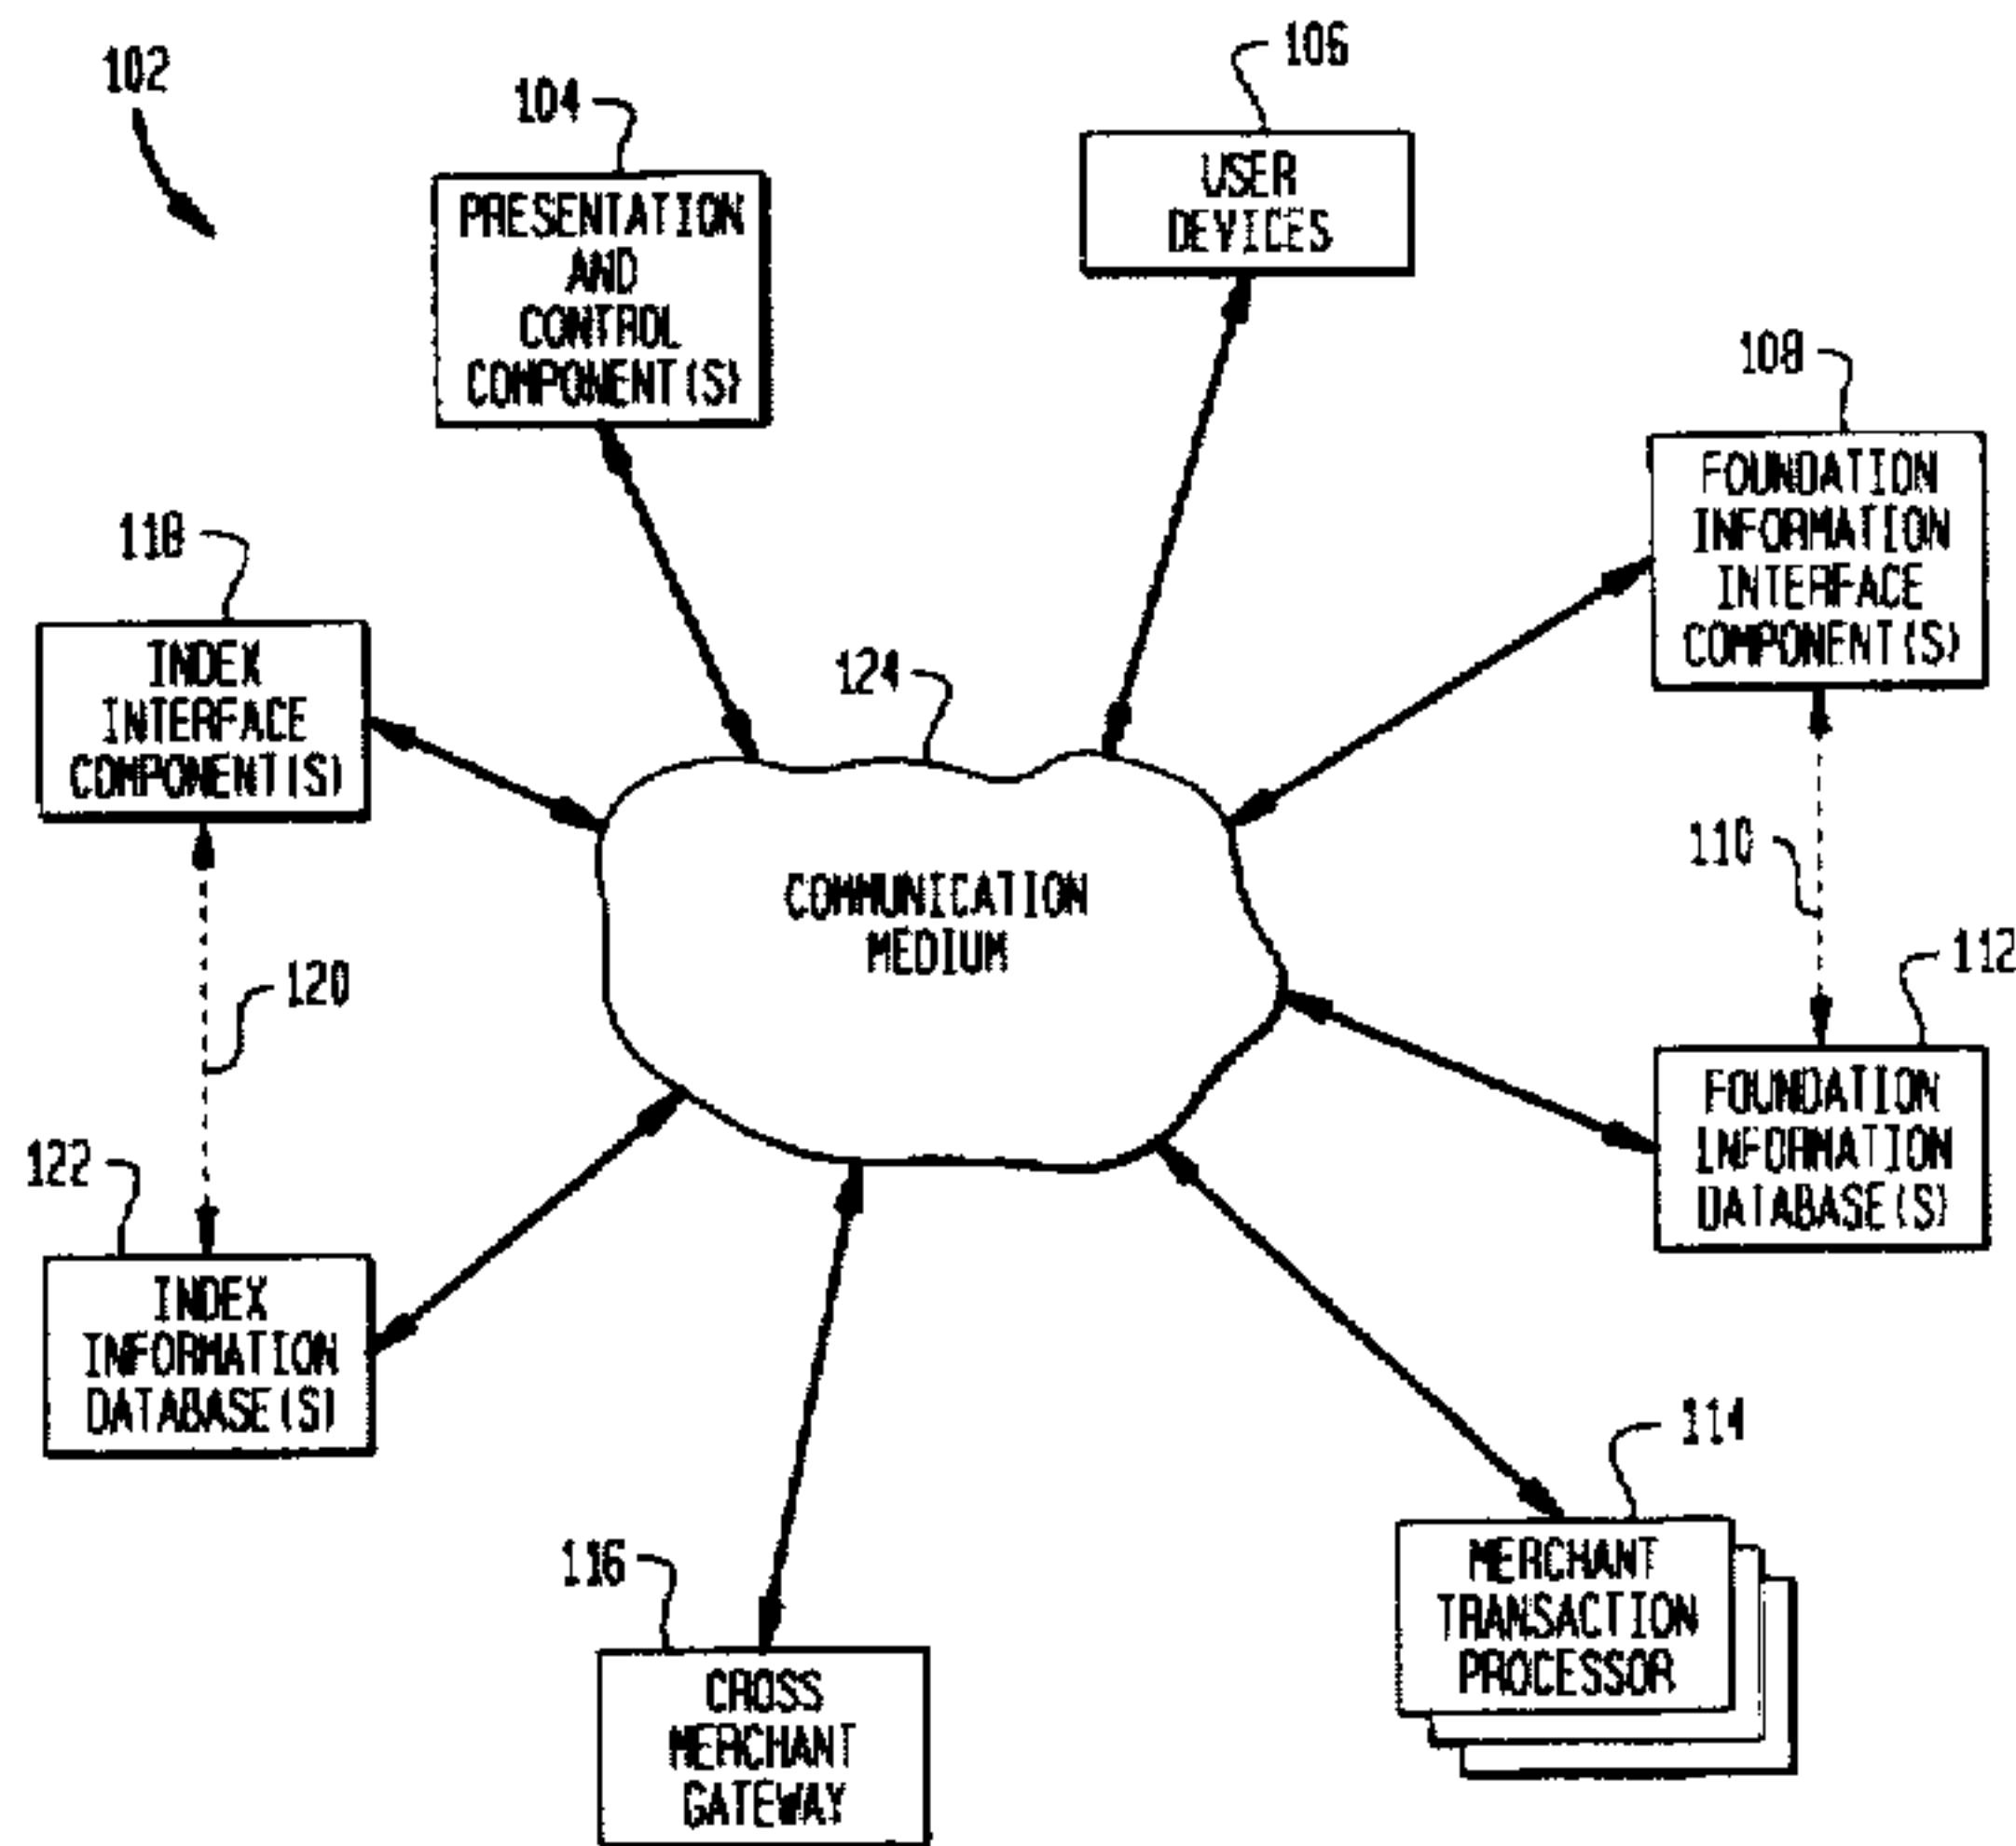 102
104
106
PRESENTATION
AND
CONTROL
COMPONENT(S)
USER
DEVICES
108
FOUNDATION
INFORMATION
INTERFACE
COMPONENT(S)
118
INDEX
INTERFACE
COMPONENT(S)
124
110
COMMUNICATION
MEDIUM
120
112
FOUNDATION
INFORMATION
DATABASE(S)
122
INDEX
INFORMATION
DATABASE(S)
114
MERCHANT
TRANSACTION
PROCESSOR
116
CROSS
MERCHANT
GATEWAY